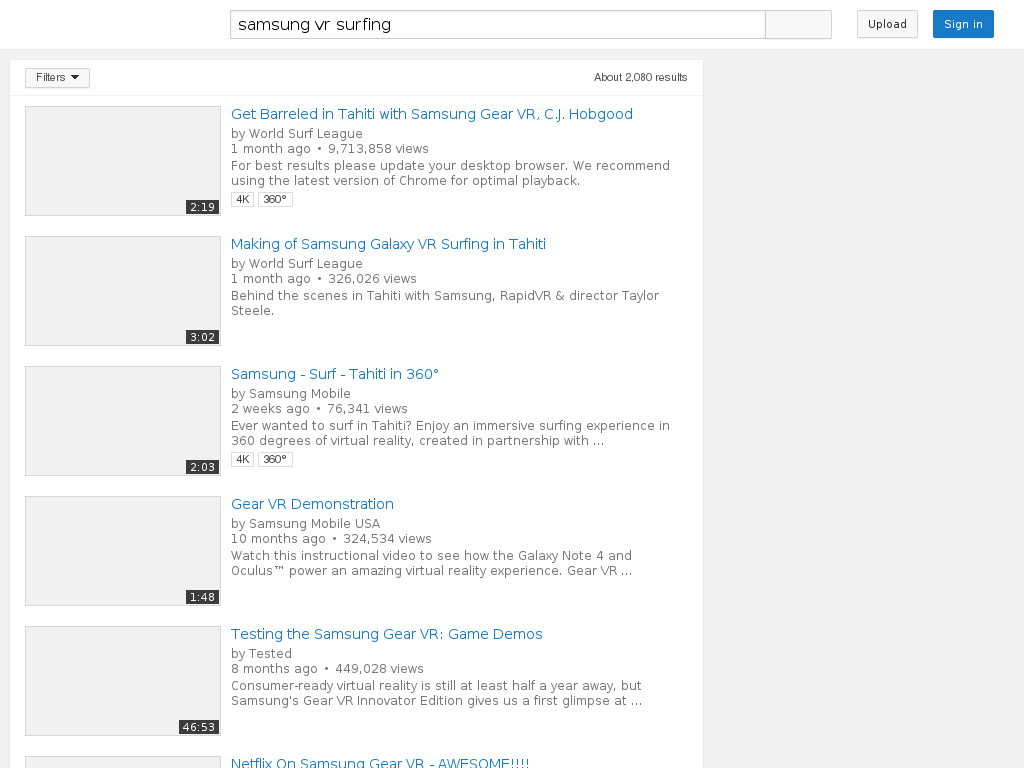 samsung vr surfing
Upload
Sign in
Filters
About 2,080 results
Get Barreled in Tahiti with Samsung Gear VR, C.J. Hobgood
by World Surf League
1 month ago • 9,713,858 views
For best results please update your desktop browser. We recommend
using the latest version of Chrome for optimal playback.
4K 360°
2:19
Making of Samsung Galaxy VR Surfing in Tahiti
by World Surf League
1 month ago • 326,026 views
Behind the scenes in Tahiti with Samsung, RapidVR & director Taylor
Steele.
3:02
Samsung - Surf - Tahiti in 360°
by Samsung Mobile
2 weeks ago • 76,341 views
Ever wanted to surf in Tahiti? Enjoy an immersive surfing experience in
360 degrees of virtual reality, created in partnership with ...
4K 360°
2:03
Gear VR Demonstration
by Samsung Mobile USA
10 months ago • 324,534 views
Watch this instructional video to see how the Galaxy Note 4 and
Oculus™ power an amazing virtual reality experience. Gear VR ...
1:48
Testing the Samsung Gear VR: Game Demos
by Tested
8 months ago • 449,028 views
Consumer-ready virtual reality is still at least half a year away, but
Samsung's Gear VR Innovator Edition gives us a first glimpse at ...
46:53
Netflix On Samsung Gear VR - AWESOME!!!!